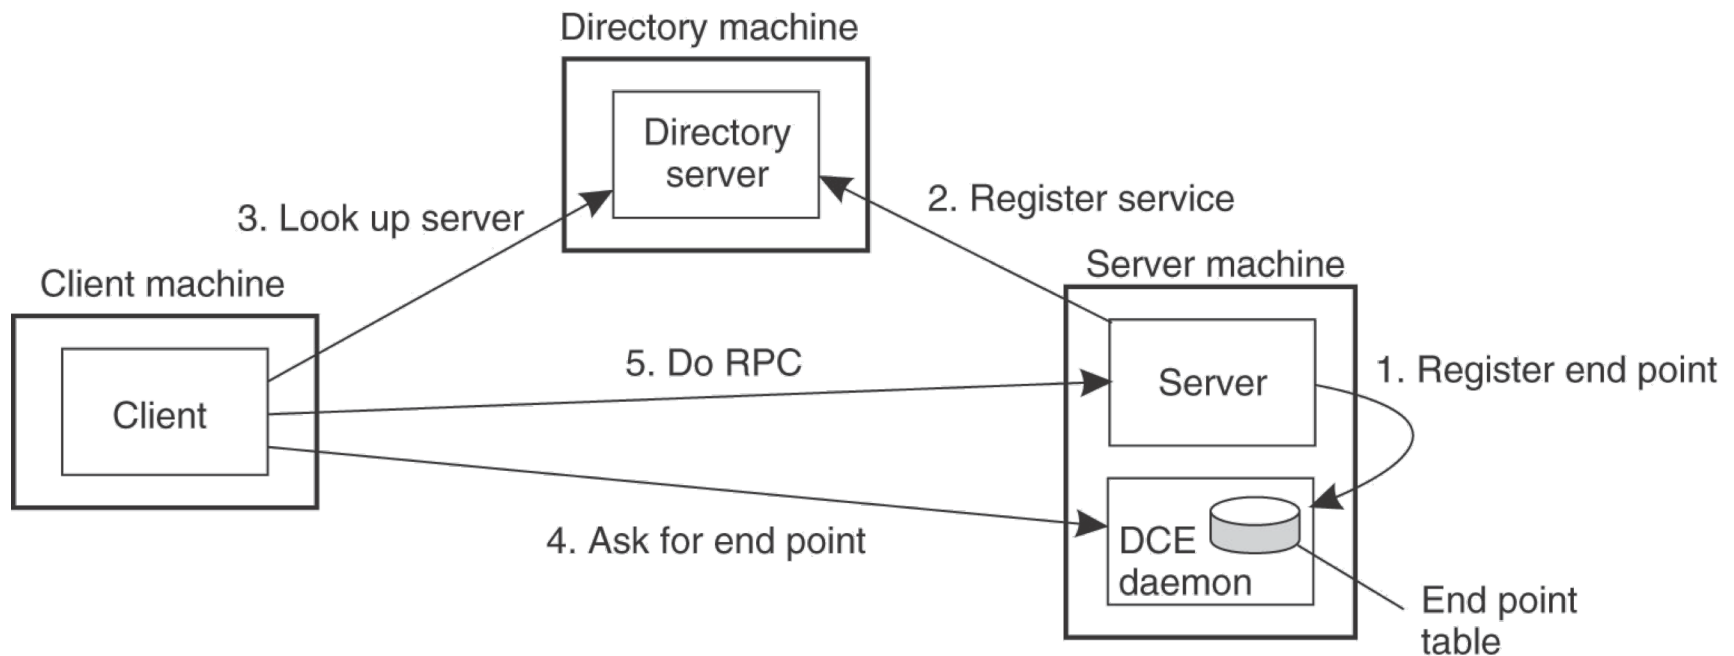 Directory machine
Directory
server
3. Look up server
2. Register service
Server machine
Client machine
5. Do RPC
1. Register end point
Server
Client
4. Ask for end point
DCE
daemon
End point
table